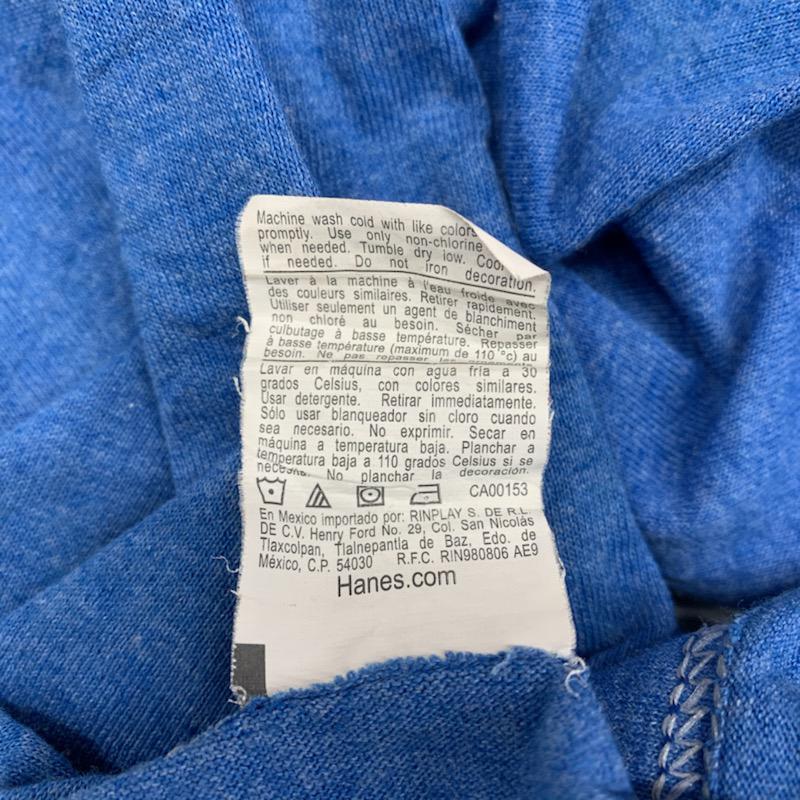 Machine wash cold with like colors
promptly. Use only non-chlorine
when needed. Tumble dry low. Cool
if needed. Do not iron decoration.
Laver à la machine à l'eau froide avec
des couleurs similaires. Retirer rapidement.
Utiliser seulement un agent de blanchiment
non chloré au besoin. Sécher par
culbutage à basse température. Repasser
à basse température (maximum de 110 °c) au
besoin. Ne pas repasser les ornements.
Lavar en máquina con agua fría a 30
grados Celsius, con colores similares.
Usar detergente. Retirar immediatamente.
Sólo usar blanqueador sin cloro cuando
sea necesario. No exprimir. Secar en
máquina a temperatura baja. Planchar a
temperatura baja a 110 grados Celsius si se
necesita. No planchar la decoración.
CA00153
En Mexico importado por: RINPLAY S. DE R.L.
DE C.V. Henry Ford No. 29, Col. San Nicolás
Tlaxcolpan, Tlalnepantla de Baz, Edo. de
México, C.P. 54030 R.F.C. RIN980806 AE9
Hanes.com